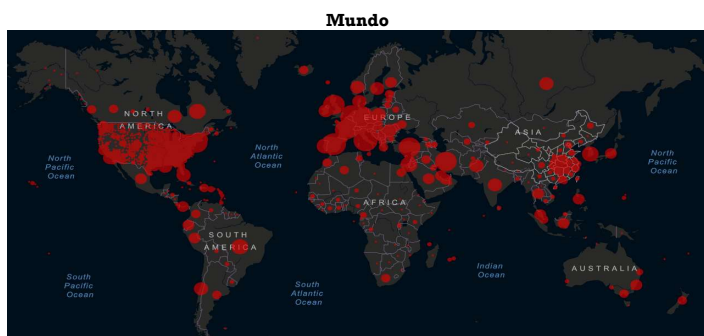 Mundo
NORTH
AMERICA
EUROPE
ASIA
North
Pacific
Ocean
North
Atlantic
Ocean
North
Pacific
Ocean
AFRICA
SOUTH
AMERICA
Indian
Ocean
AUSTRALIA
South
Pacific
Ocean
South
Atlantic
Ocean